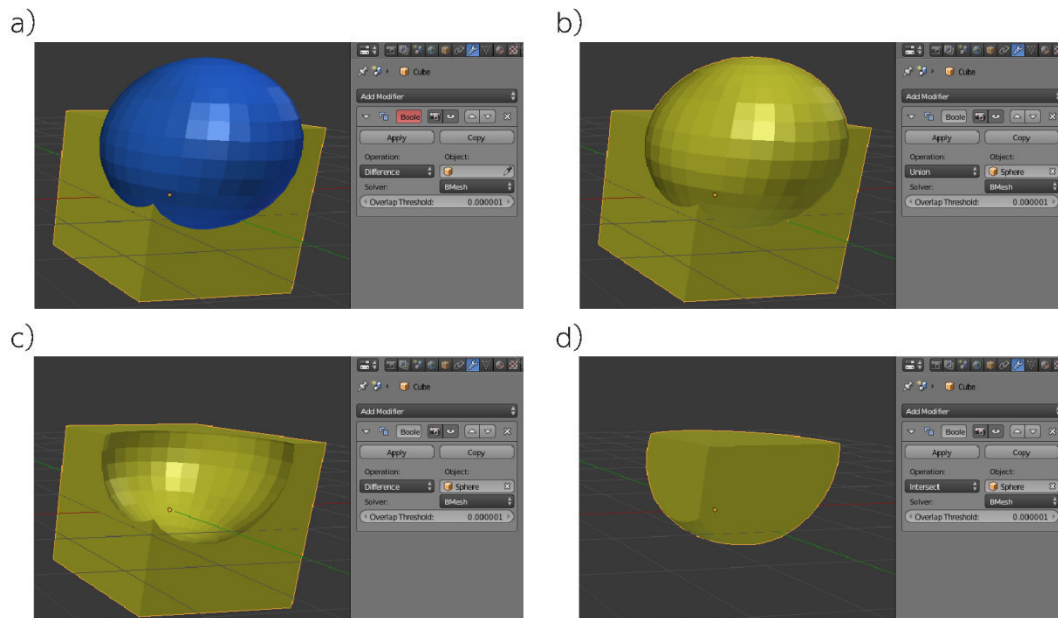 a)
Cube
Add Modifier
Boole
Apply Copy
Operation: Object:
Difference
Solver: BMesh
Overlap Threshold: 0.000001
b)
Cube
Add Modifier
Boole
Apply Copy
Operation: Object:
Union Sphere
Solver: BMesh
Overlap Threshold: 0.000001
c)
Cube
Add Modifier
Boole
Apply Copy
Operation: Object:
Difference Sphere
Solver: BMesh
Overlap Threshold: 0.000001
d)
Cube
Add Modifier
Boole
Apply Copy
Operation: Object:
Intersect Sphere
Solver: BMesh
Overlap Threshold: 0.000001